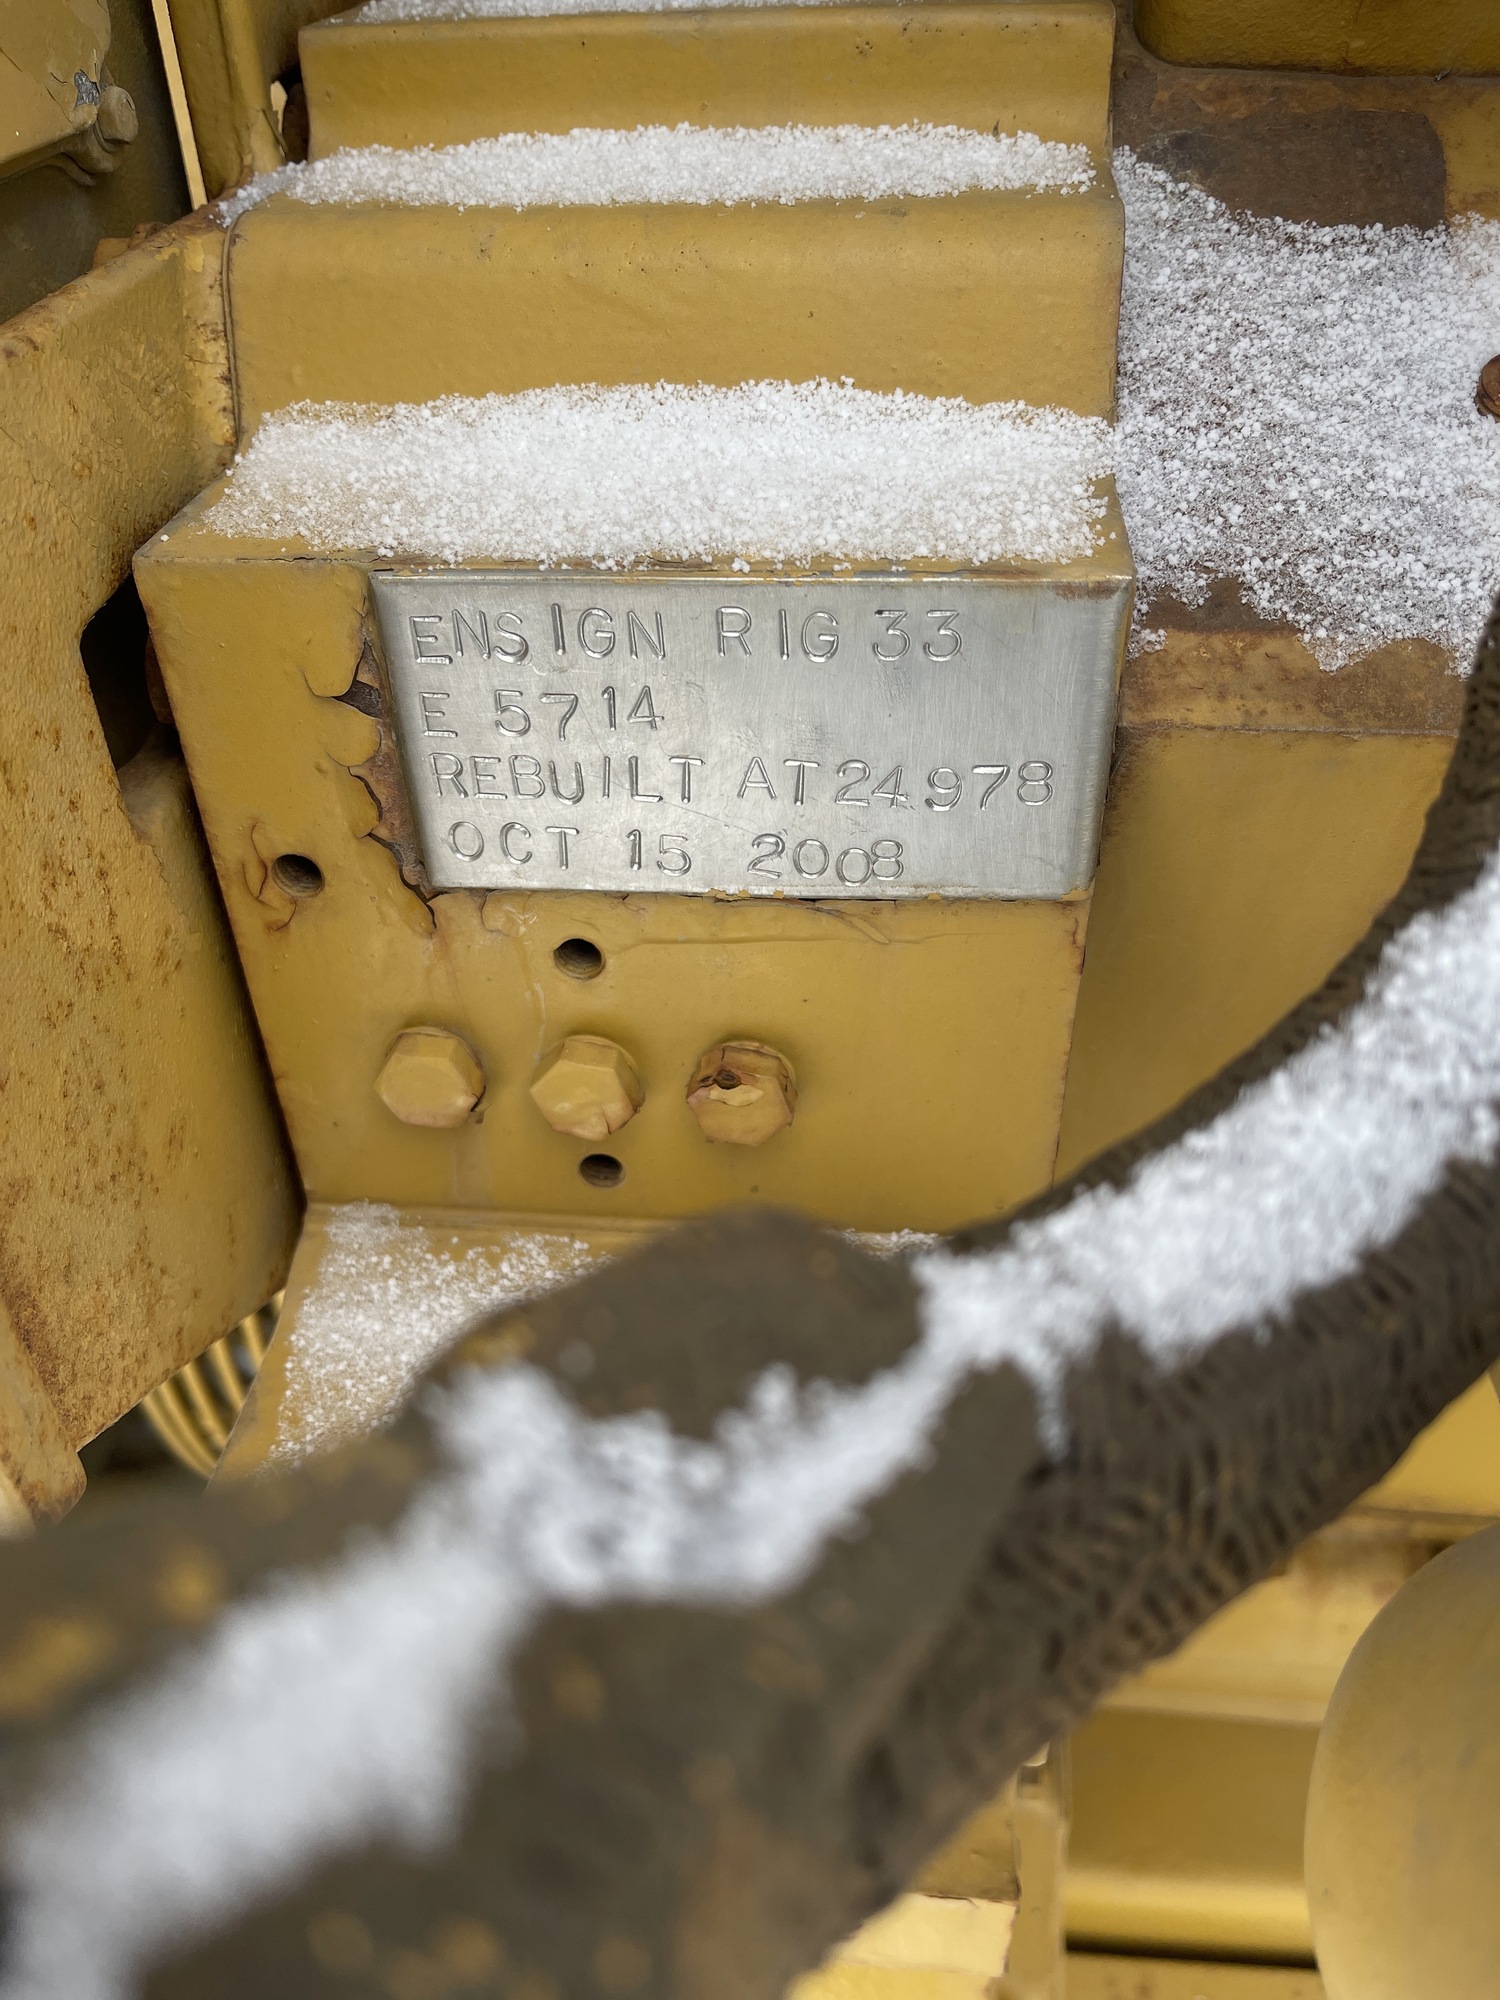 ENSIGN RIG 33
E 5714
REBUILT AT 24978
OCT 15 2008